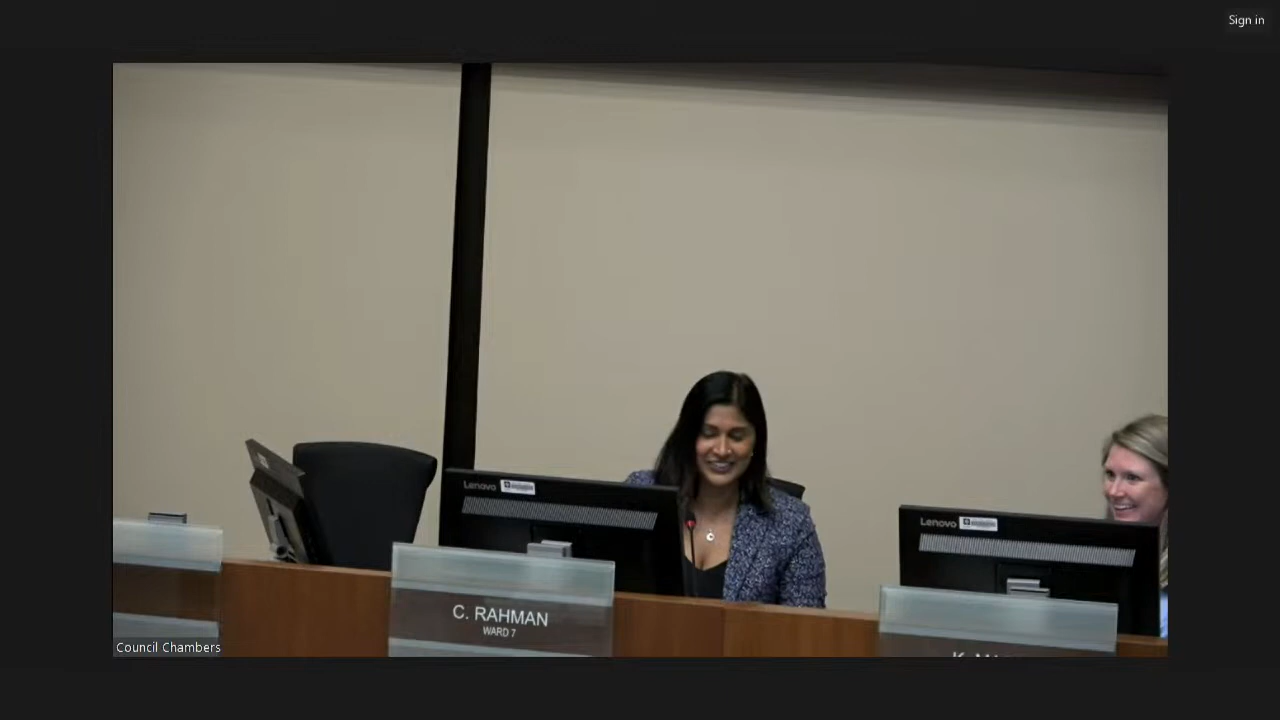 Sign in
Lenovo
Lenovo
C. RAHMAN
WARD 7
Council Chambers